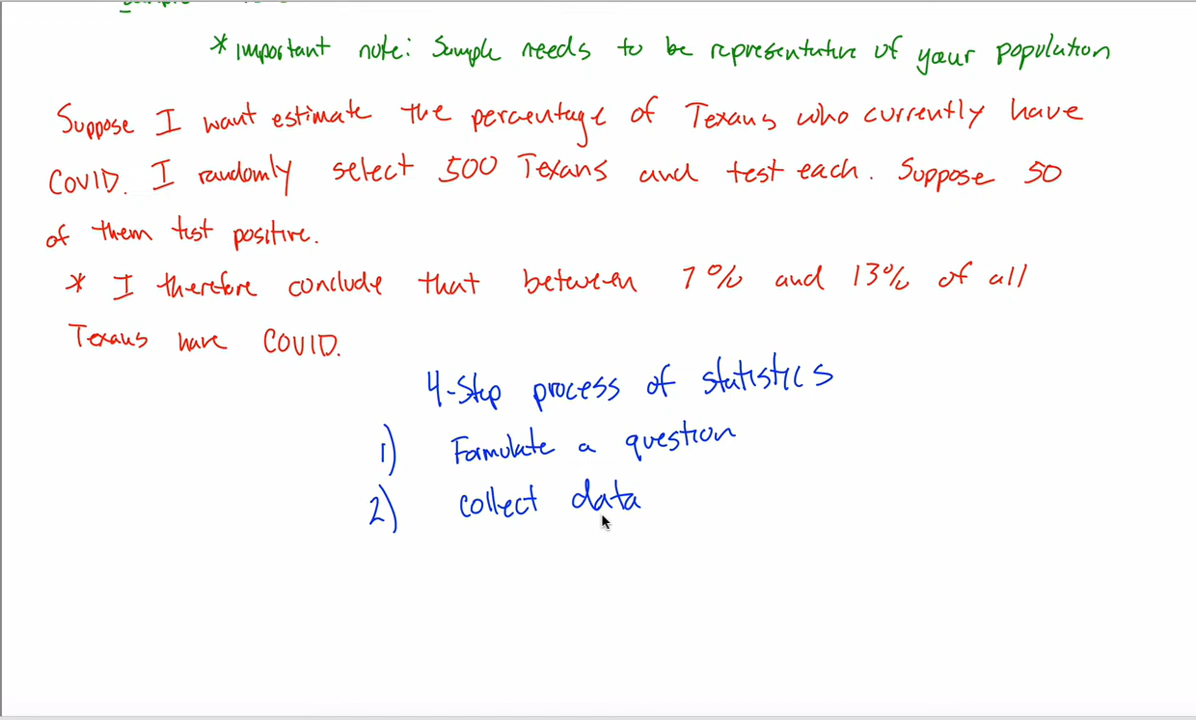 *important note: Sample needs to be representative of your population
Suppose I want estimate the percentage of Texans who currently have
COVID. I randomly select 500 Texans and test each. Suppose 50
of them test positive.
* I therefore conclude that between 7% and 13% of all
Texans have COVID.
4-Step process of statistics
1) Formulate a question
2) collect data